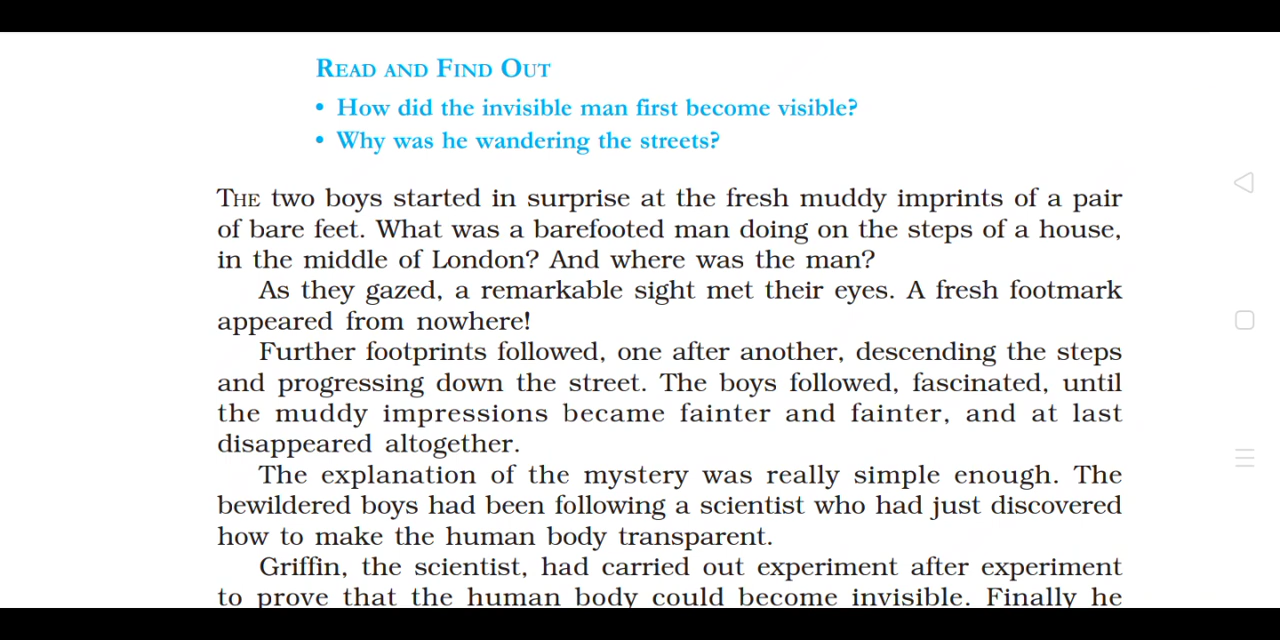 READ AND FIND OUT
• How did the invisible man first become visible?
• Why was he wandering the streets?
THE two boys started in surprise at the fresh muddy imprints of a pair
of bare feet. What was a barefooted man doing on the steps of a house,
in the middle of London? And where was the man?
As they gazed, a remarkable sight met their eyes. A fresh footmark
appeared from nowhere!
Further footprints followed, one after another, descending the steps
and progressing down the street. The boys followed, fascinated, until
the muddy impressions became fainter and fainter, and at last
disappeared altogether.
The explanation of the mystery was really simple enough. The
bewildered boys had been following a scientist who had just discovered
how to make the human body transparent.
Griffin, the scientist, had carried out experiment after experiment
to prove that the human body could become invisible. Finally he